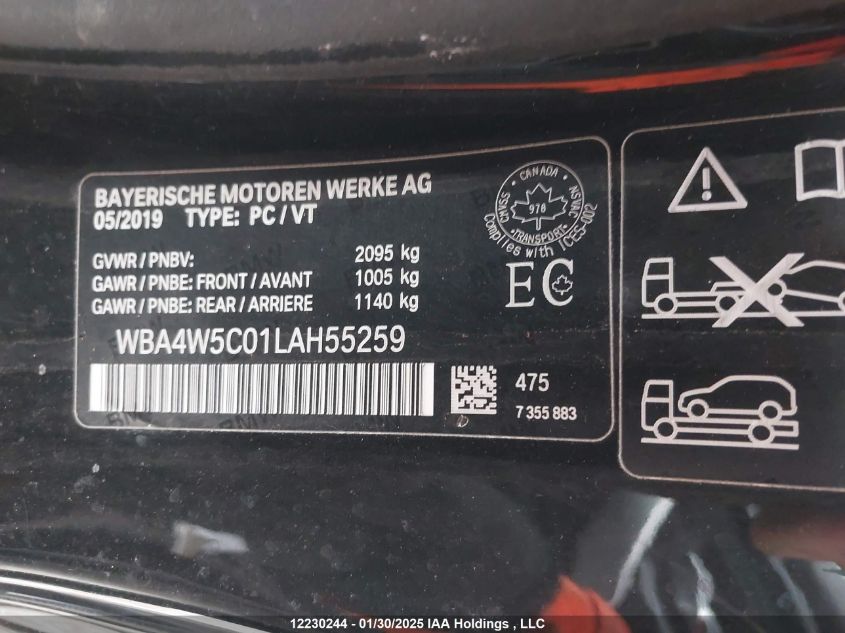 BAYERISCHE MOTOREN WERKE AG
05/2019 TYPE: PC / VT
GVWR / PNBV: 2095 kg
GAWR / PNBE: FRONT / AVANT 1005 kg
GAWR / PNBE: REAR / ARRIERE 1140 kg
WBA4W5C01LAH55259
CANADA
978
TRANSPORT
Complies with ICES-002
EC
475
7 355 883
12230244 - 01/30/2025 IAA Holdings , LLC